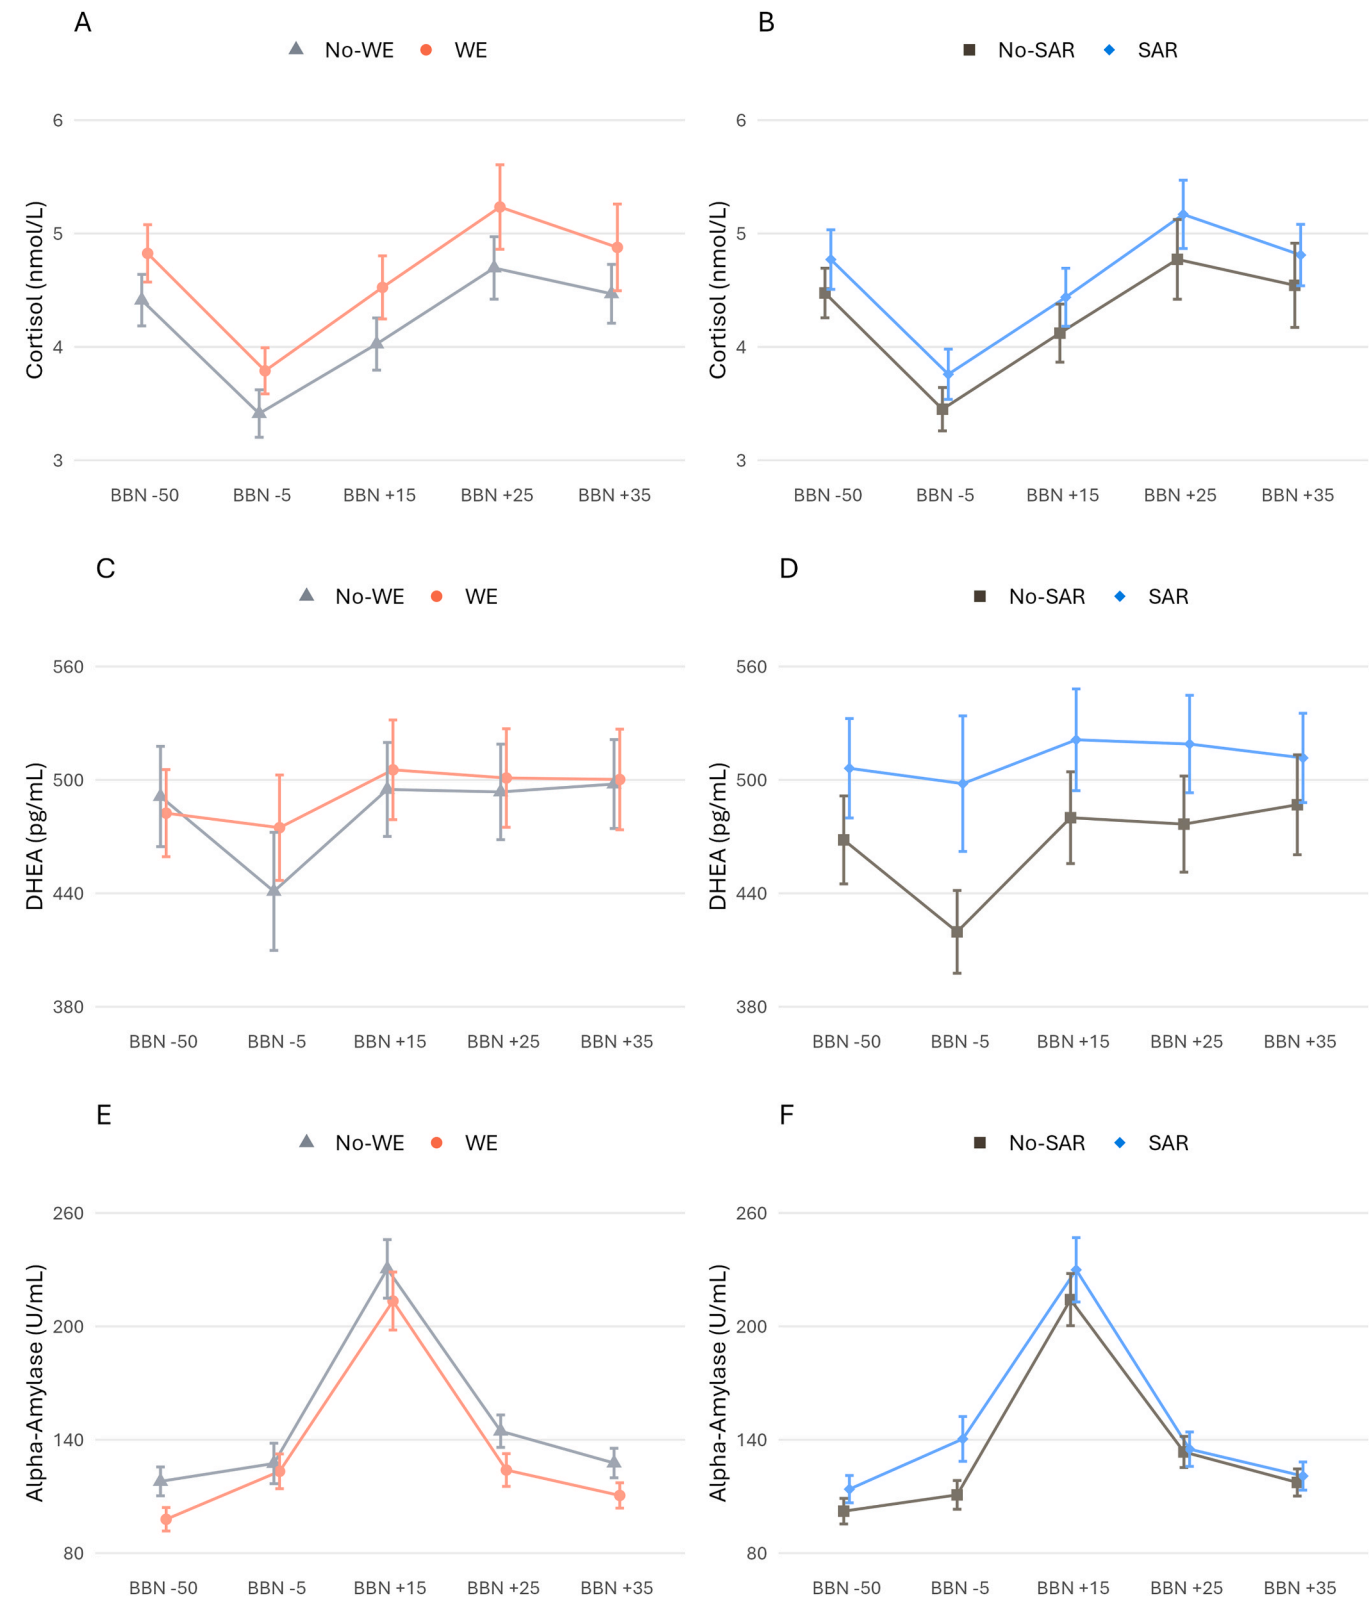 A
No-WE WE
Cortisol (nmol/L)
6
5
4
3
BBN -50 BBN -5 BBN +15 BBN +25 BBN +35
B
No-SAR SAR
Cortisol (nmol/L)
6
5
4
3
BBN -50 BBN -5 BBN +15 BBN +25 BBN +35
C
No-WE WE
DHEA (pg/mL)
560
500
440
380
BBN -50 BBN -5 BBN +15 BBN +25 BBN +35
D
No-SAR SAR
DHEA (pg/mL)
560
500
440
380
BBN -50 BBN -5 BBN +15 BBN +25 BBN +35
E
No-WE WE
Alpha-Amylase (U/mL)
260
200
140
80
BBN -50 BBN -5 BBN +15 BBN +25 BBN +35
F
No-SAR SAR
Alpha-Amylase (U/mL)
260
200
140
80
BBN -50 BBN -5 BBN +15 BBN +25 BBN +35